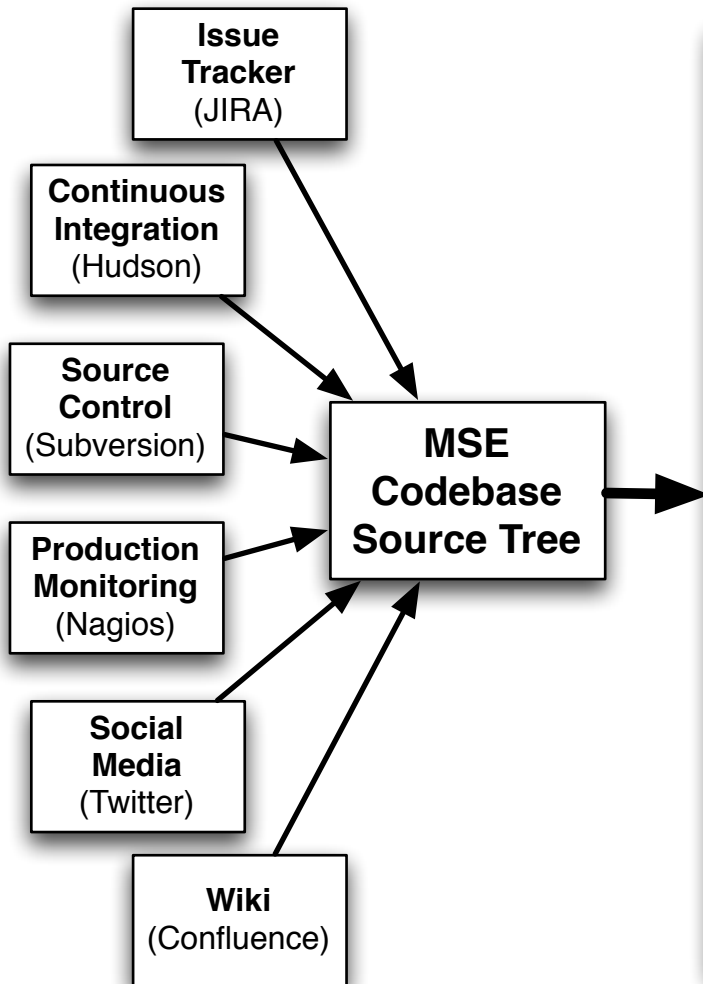 Issue
Tracker
(JIRA)
Continuous
Integration
(Hudson)
Source
Control
(Subversion)
MSE
Codebase
Source Tree
Production
Monitoring
(Nagios)
Social
Media
(Twitter)
Wiki
(Confluence)